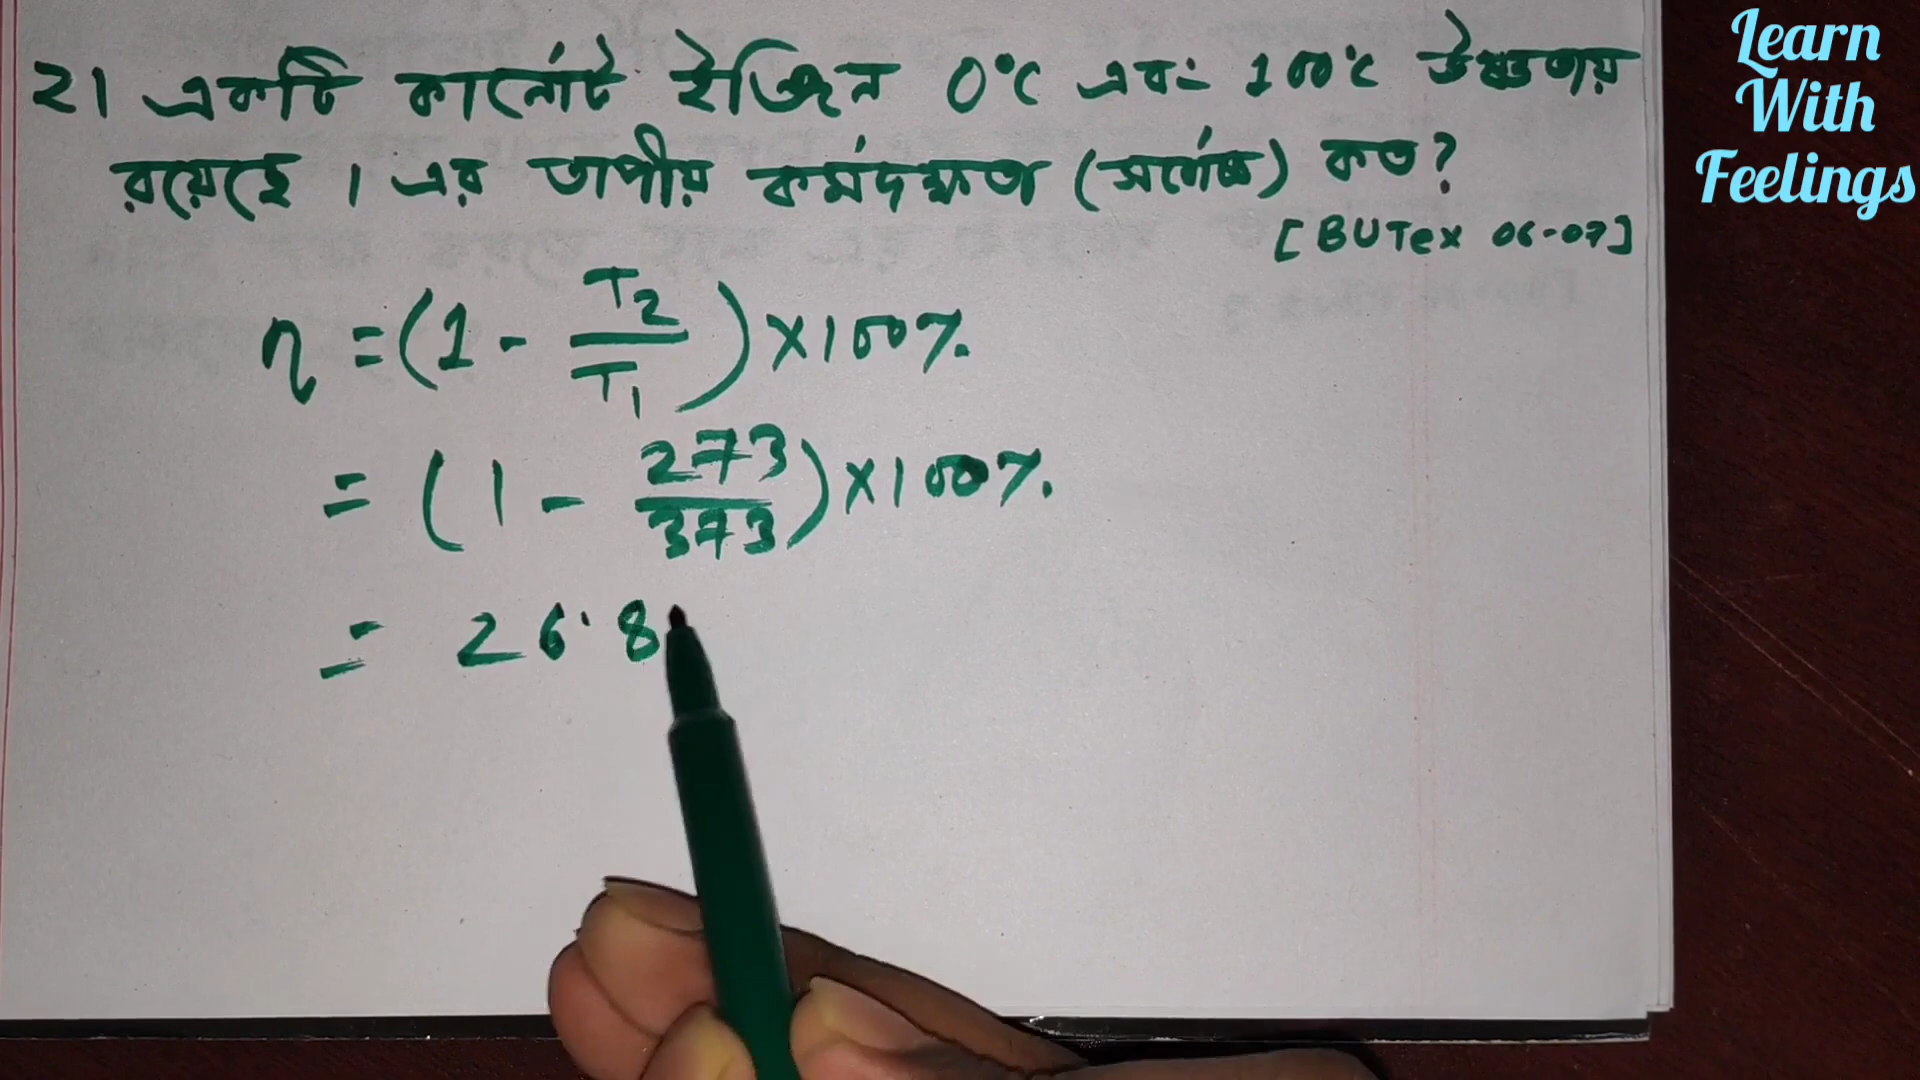 ২। একটি কার্নোট ইঞ্জিন 0°C এবং 100°C উষ্ণতায়
রয়েছে। এর তাপীয় কর্মদক্ষতা (সর্বোচ্চ) কত?
[BUTex 06-07]
η = (1 - T₂/T₁) × 100%.
= (1 - 273/373) × 100%.
= 26.8
Learn
With
Feelings